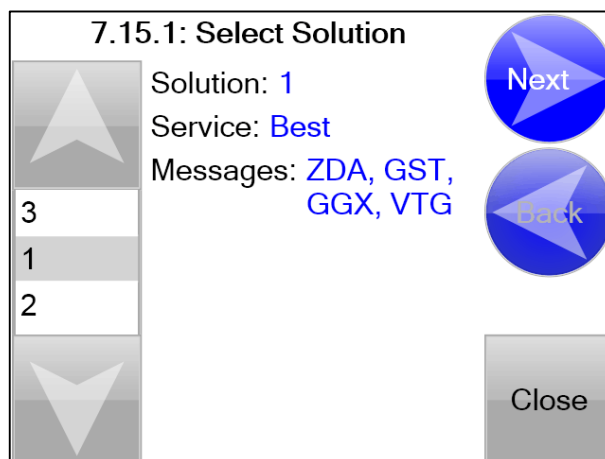 7.15.1: Select Solution
Solution: 1
Service: Best
Messages: ZDA, GST,
GGX, VTG
3
1
2
Next
Back
Close